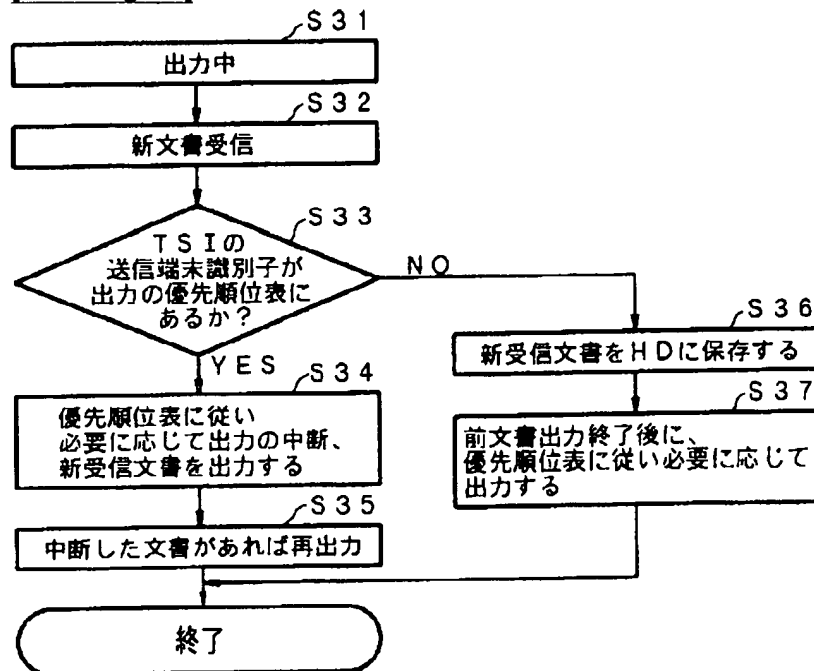 S31
出力中
S32
新文書受信
S33
TSIの
送信端末識別子が
出力の優先順位表に
あるか？
NO
YES
S34
優先順位表に従い
必要に応じて出力の中断、
新受信文書を出力する
S35
中断した文書があれば再出力
S36
新受信文書をHDに保存する
S37
前文書出力終了後に、
優先順位表に従い必要に応じて
出力する
終了